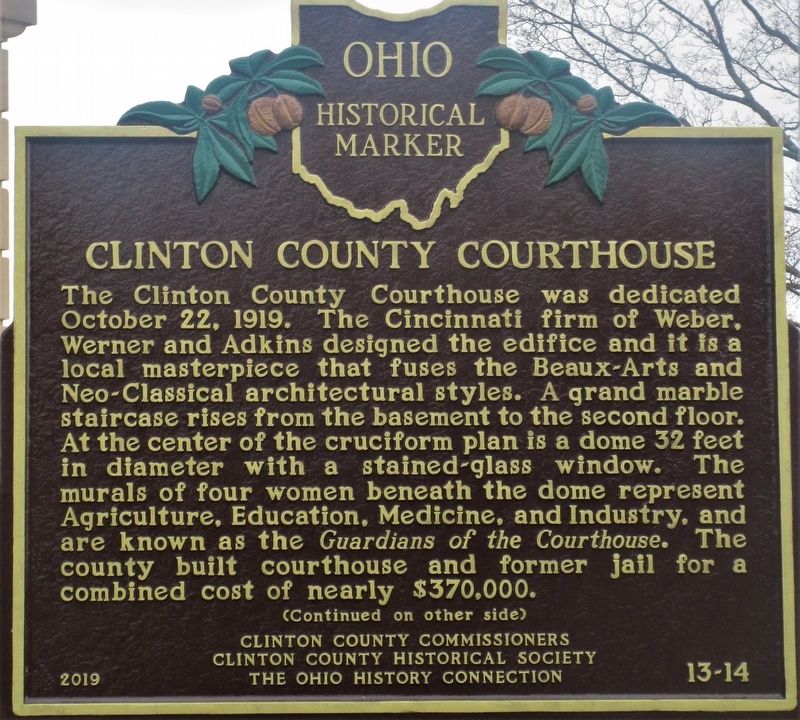 OHIO
HISTORICAL
MARKER
CLINTON COUNTY COURTHOUSE
The Clinton County Courthouse was dedicated
October 22, 1919. The Cincinnati firm of Weber,
Werner and Adkins designed the edifice and it is a
local masterpiece that fuses the Beaux-Arts and
Neo-Classical architectural styles. A grand marble
staircase rises from the basement to the second floor.
At the center of the cruciform plan is a dome 32 feet
in diameter with a stained-glass window. The
murals of four women beneath the dome represent
Agriculture, Education, Medicine, and Industry, and
are known as the Guardians of the Courthouse. The
county built courthouse and former jail for a
combined cost of nearly $370,000.
(Continued on other side)
CLINTON COUNTY COMMISSIONERS
CLINTON COUNTY HISTORICAL SOCIETY
2019 THE OHIO HISTORY CONNECTION 13-14